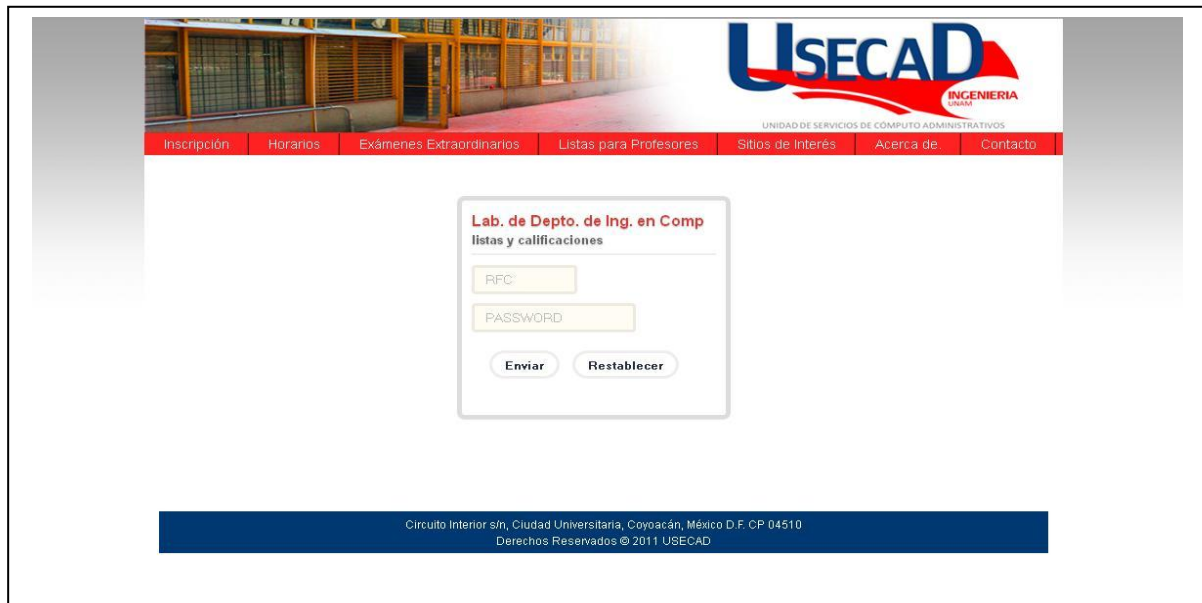 USECAD
INGENIERIA
UNAM
UNIDAD DE SERVICIOS DE CÓMPUTO ADMINISTRATIVOS
Inscripción Horarios Exámenes Extraordinarios Listas para Profesores Sitios de Interés Acerca de. Contacto
Lab. de Depto. de Ing. en Comp
listas y calificaciones
RFC
PASSWORD
Enviar Restablecer
Circuito Interior s/n, Ciudad Universitaria, Coyoacán, México D.F. CP 04510
Derechos Reservados © 2011 USECAD